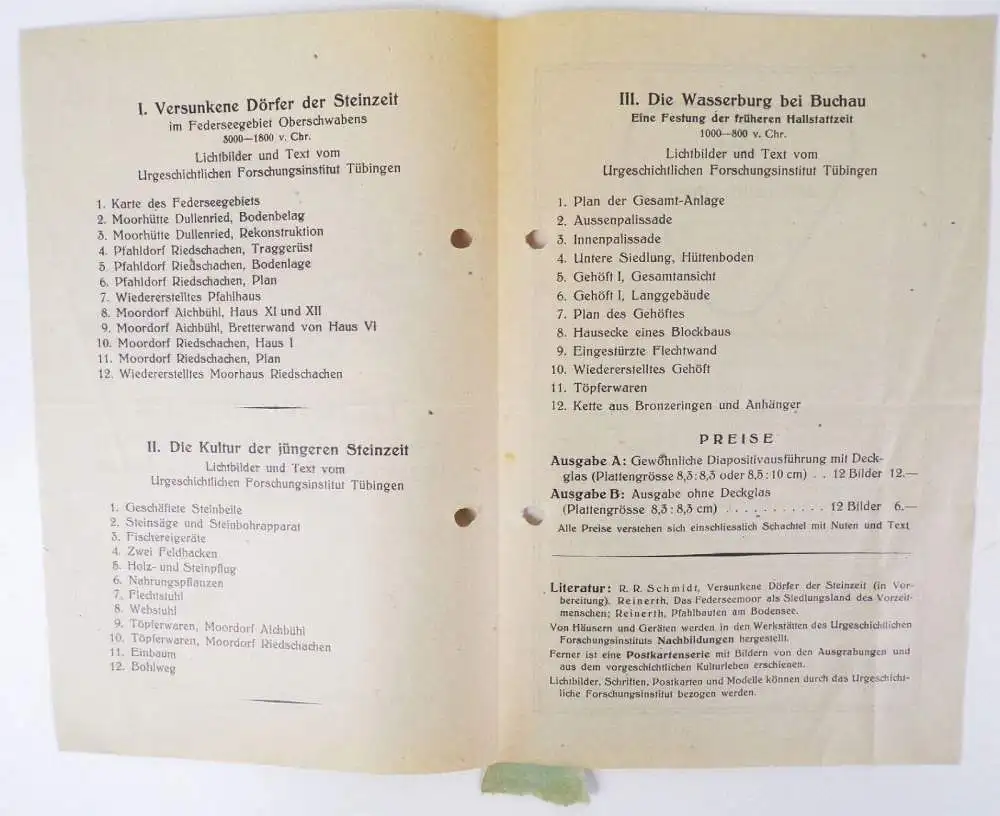 I. Versunkene Dörfer der Steinzeit
im Federseegebiet Oberschwabens
3000—1800 v. Chr.
Lichtbilder und Text vom
Urgeschichtlichen Forschungsinstitut Tübingen
1. Karte des Federseegebiets
2. Moorhütte Dullenried, Bodenbelag
3. Moorhütte Dullenried, Rekonstruktion
4. Pfahldorf Riedschachen, Traggerüst
5. Pfahldorf Riedschachen, Bodenlage
6. Pfahldorf Riedschachen, Plan
7. Wiedererstelltes Pfahlhaus
8. Moordorf Aichbühl, Haus XI und XII
9. Moordorf Aichbühl, Bretterwand von Haus VI
10. Moordorf Riedschachen, Haus I
11. Moordorf Riedschachen, Plan
12. Wiedererstelltes Moorhaus Riedschachen
II. Die Kultur der jüngeren Steinzeit
Lichtbilder und Text vom
Urgeschichtlichen Forschungsinstitut Tübingen
1. Geschäftete Steinbeile
2. Steinsäge und Steinbohrapparat
3. Fischereigeräte
4. Zwei Feldhacken
5. Holz- und Steinpflug
6. Nahrungspflanzen
7. Flechtstuhl
8. Webstuhl
9. Töpferwaren, Moordorf Aichbühl
10. Töpferwaren, Moordorf Riedschachen
11. Einbaum
12. Bohlweg
III. Die Wasserburg bei Buchau
Eine Festung der früheren Hallstattzeit
1000—800 v. Chr.
Lichtbilder und Text vom
Urgeschichtlichen Forschungsinstitut Tübingen
1. Plan der Gesamt-Anlage
2. Aussenpalissade
3. Innenpalissade
4. Untere Siedlung, Hüttenboden
5. Gehöft I, Gesamtansicht
6. Gehöft I, Langgebäude
7. Plan des Gehöftes
8. Hausecke eines Blockbaus
9. Eingestürzte Flechtwand
10. Wiedererstelltes Gehöft
11. Töpferwaren
12. Kette aus Bronzeringen und Anhänger
PREISE
Ausgabe A: Gewöhnliche Diapositivausführung mit Deck-
glas (Plattengrösse 8,3 : 8,3 oder 8,5 : 10 cm) . . 12 Bilder 12.—
Ausgabe B: Ausgabe ohne Deckglas
(Plattengrösse 8,3 : 8,3 cm) . . . . . . . . . . . 12 Bilder 6.—
Alle Preise verstehen sich einschliesslich Schachtel mit Nuten und Text
Literatur: R. R. Schmidt, Versunkene Dörfer der Steinzeit (in Vor-
bereitung). Reinerth, Das Federseemoor als Siedlungsland des Vorzeit-
menschen; Reinerth, Pfahlbauten am Bodensee.
Von Häusern und Geräten werden in den Werkstätten des Urgeschichtlichen
Forschungsinstituts Nachbildungen hergestellt.
Ferner ist eine Postkartenserie mit Bildern von den Ausgrabungen und
aus dem vorgeschichtlichen Kulturleben erschienen.
Lichtbilder, Schriften, Postkarten und Modelle können durch das Urgeschicht-
liche Forschungsinstitut bezogen werden.